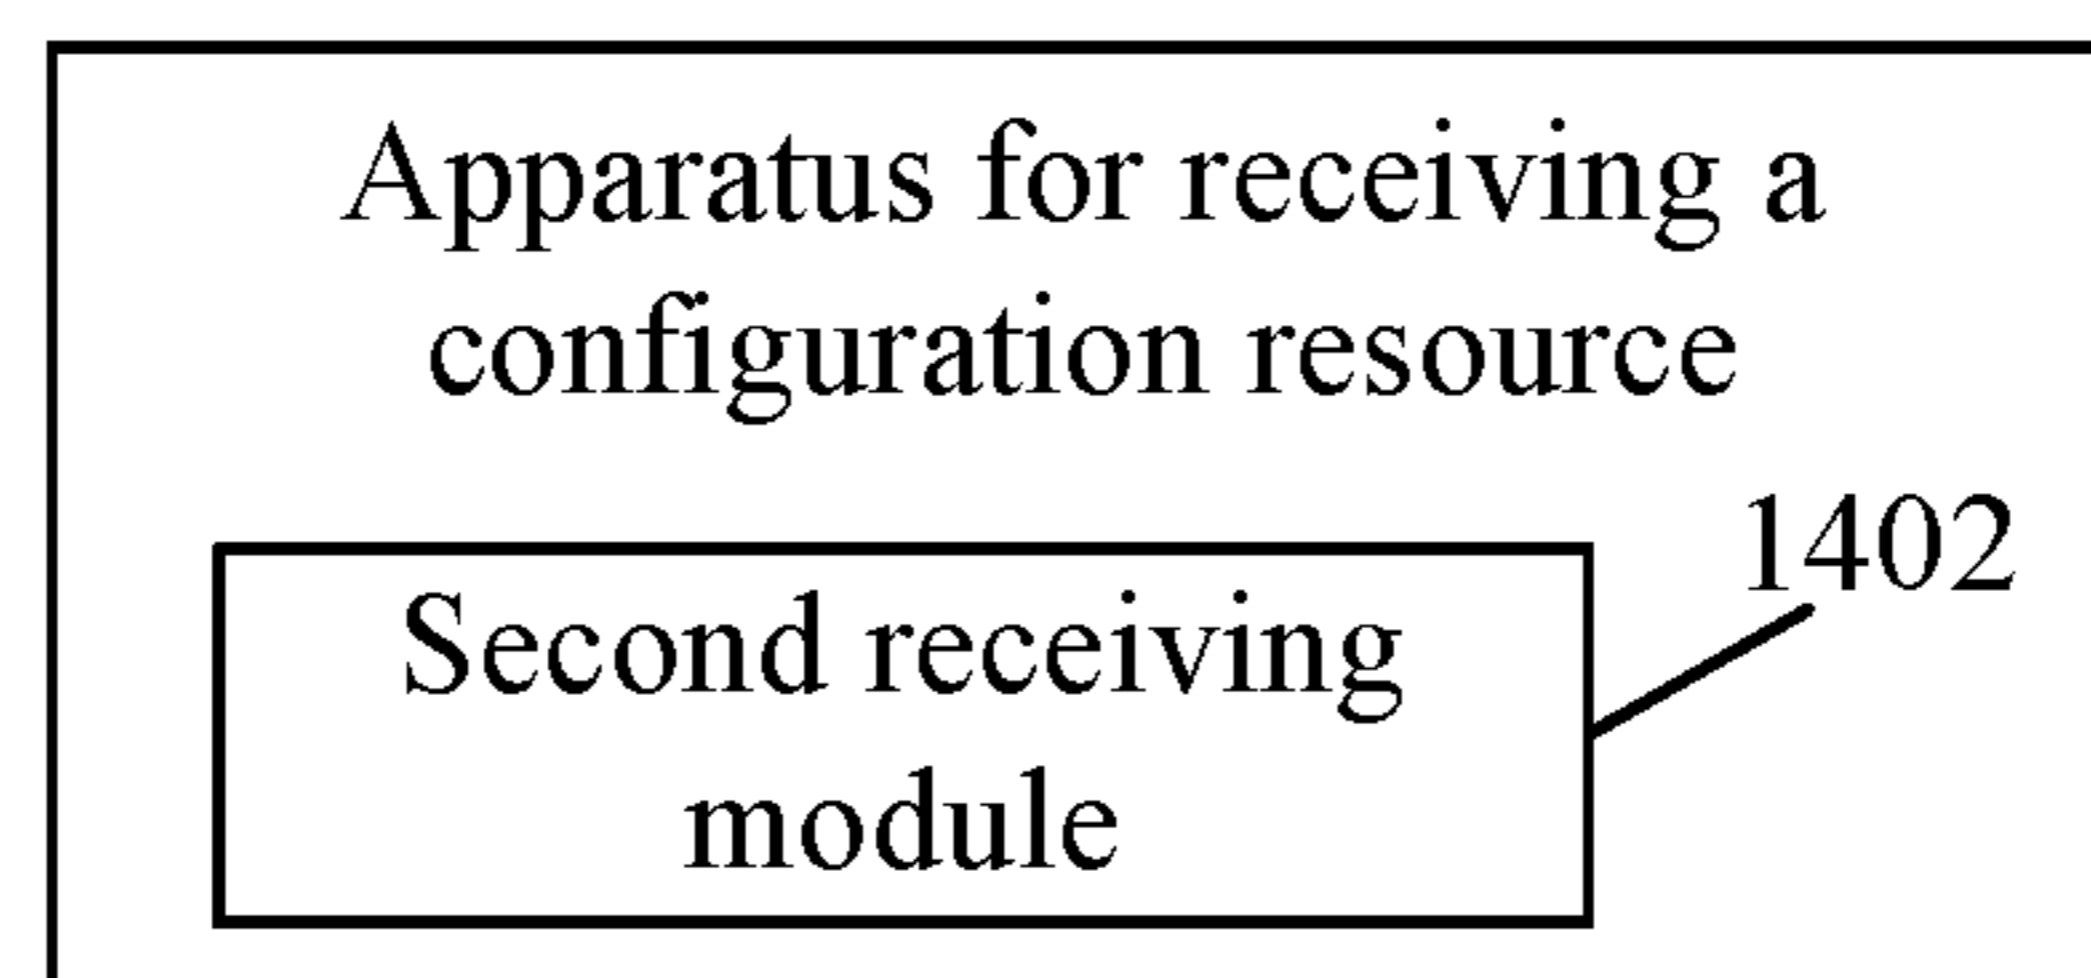 Apparatus for receiving a
configuration resource
1402
Second receiving
module